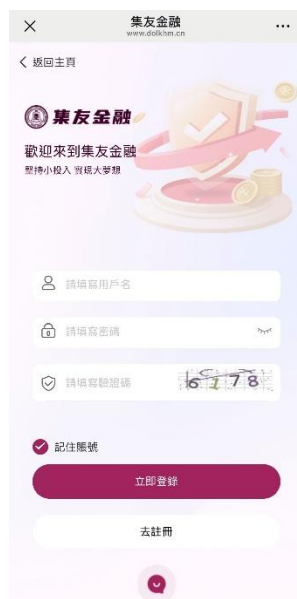 集友金融
www.dolkhm.cn
返回主頁
集友金融
歡迎來到集友金融
堅持小投入 實現大夢想
請填寫用戶名
請填寫密碼
請填寫驗證碼
6178
記住賬號
立即登錄
去註冊